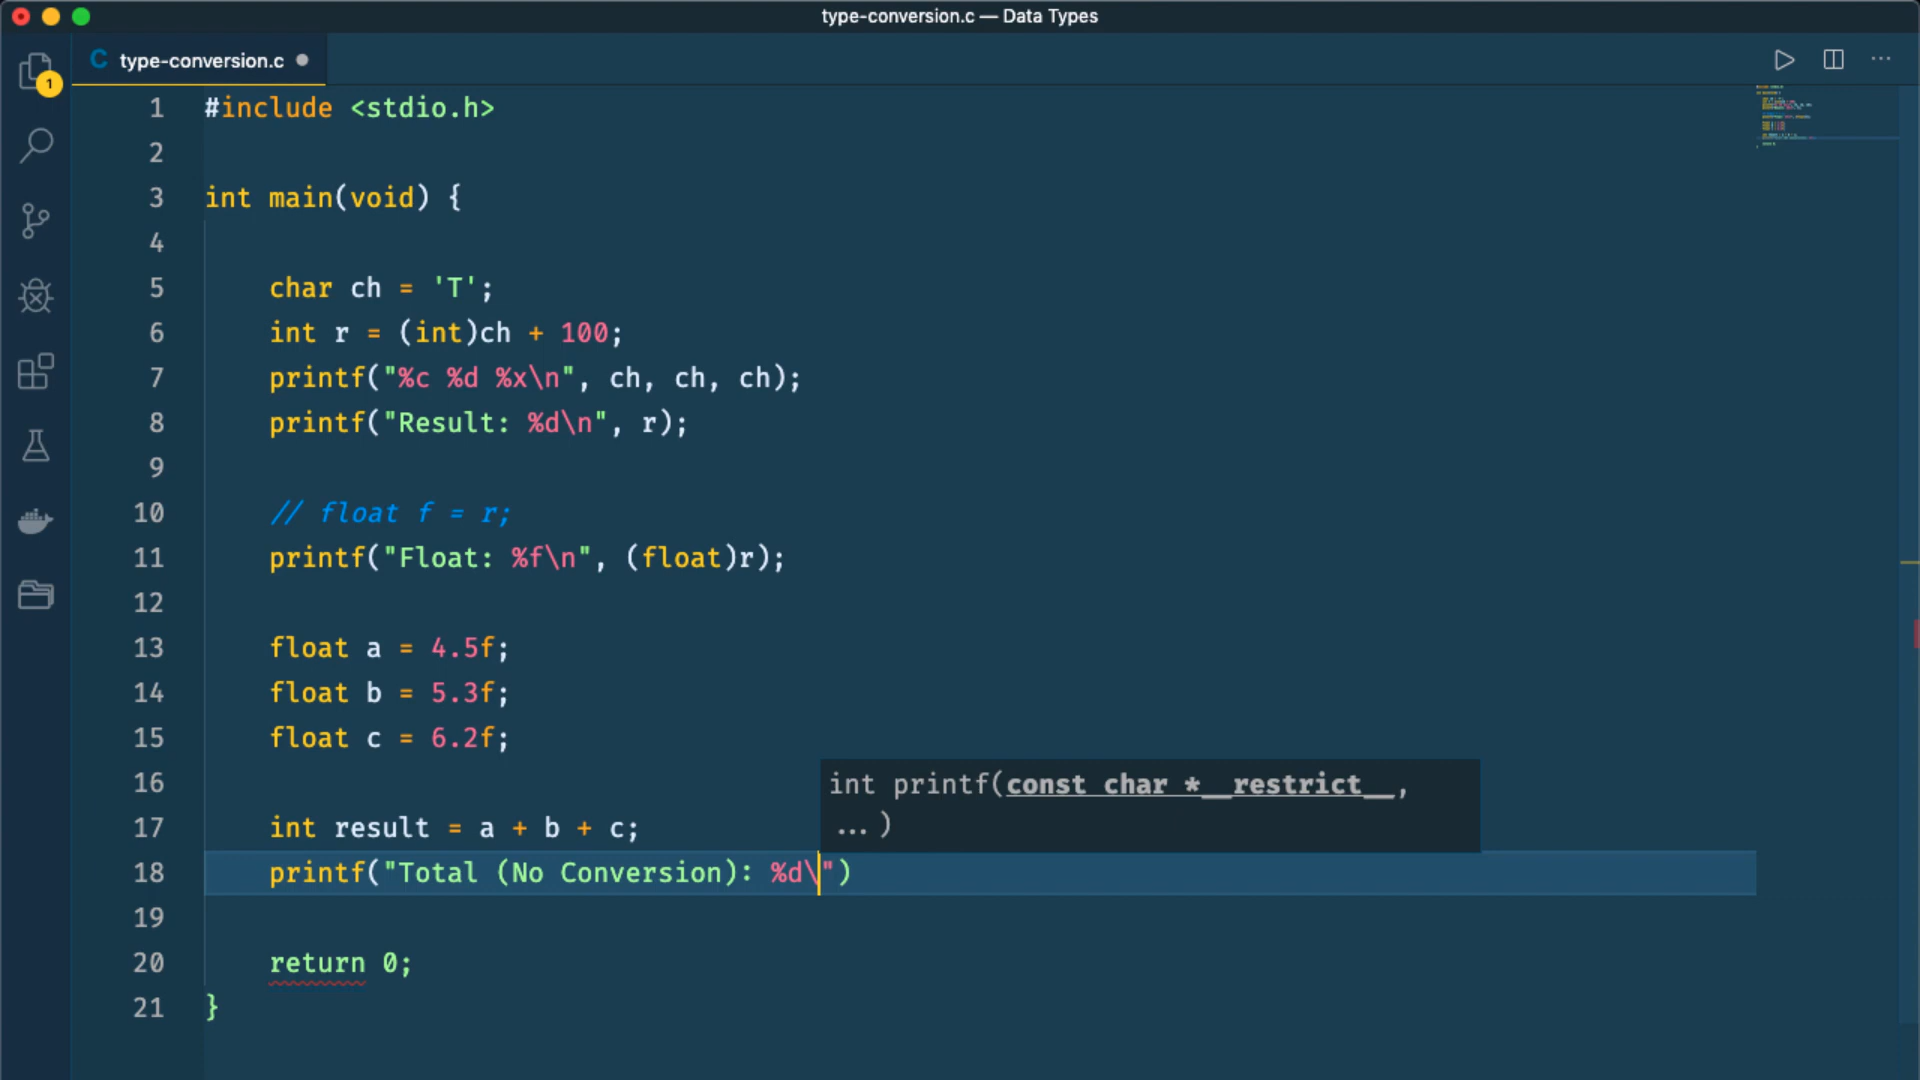 type-conversion.c — Data Types
type-conversion.c
1
1 #include <stdio.h>
2
3 int main(void) {
4
5 char ch = 'T';
6 int r = (int)ch + 100;
7 printf("%c %d %x\n", ch, ch, ch);
8 printf("Result: %d\n", r);
9
10 // float f = r;
11 printf("Float: %f\n", (float)r);
12
13 float a = 4.5f;
14 float b = 5.3f;
15 float c = 6.2f;
int printf(const char *__restrict__,
16
...)
17 int result = a + b + c;
18 printf("Total (No Conversion): %d\")
19
20 return 0;
21 }